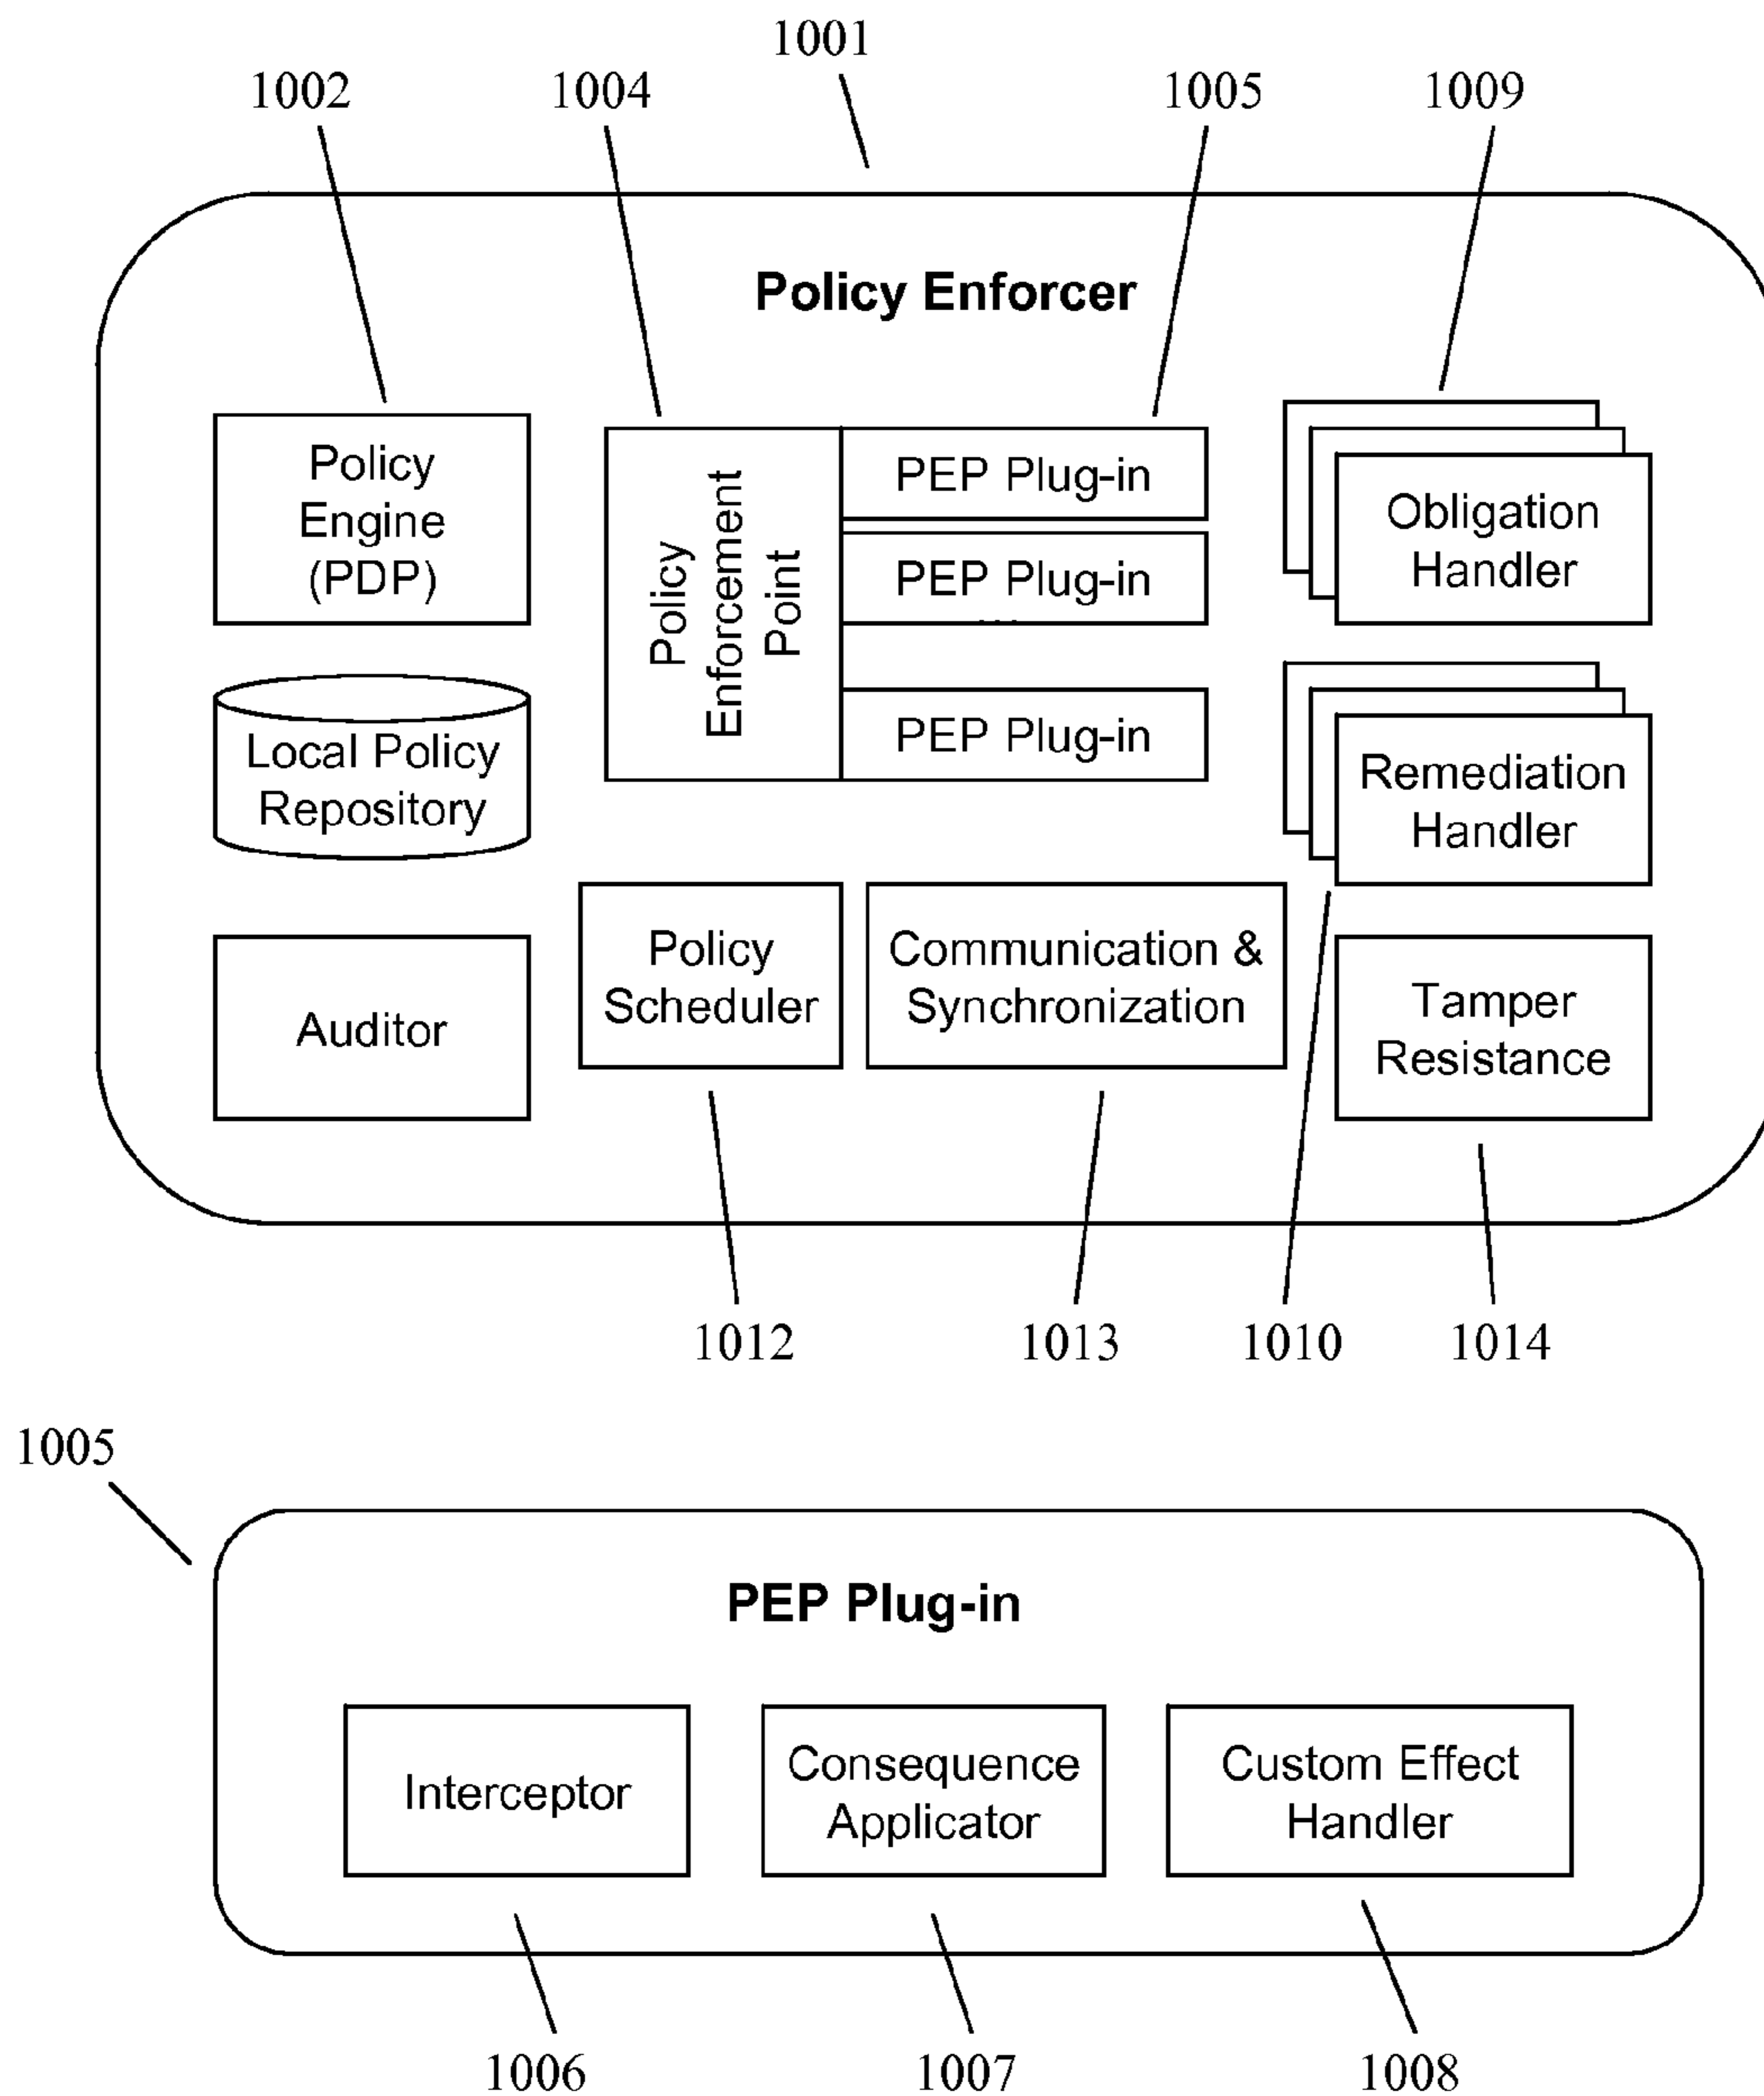 1001
1002
1004
1005
1009
Policy Enforcer
Policy
Engine
(PDP)
Policy
Enforcement
Point
PEP Plug-in
PEP Plug-in
...
PEP Plug-in
Obligation
Handler
Local Policy
Repository
Remediation
Handler
Auditor
Policy
Scheduler
Communication &
Synchronization
Tamper
Resistance
1012
1013
1010
1014
1005
PEP Plug-in
Interceptor
Consequence
Applicator
Custom Effect
Handler
1006
1007
1008